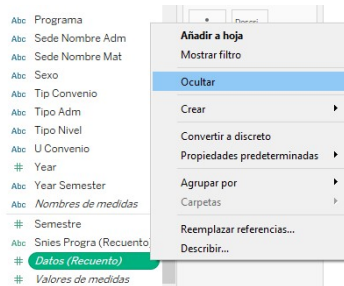 Abc Programa
Abc Sede Nombre Adm
Abc Sede Nombre Mat
Abc Sexo
Abc Tip Convenio
Abc Tipo Adm
Abc Tipo Nivel
Abc U Convenio
# Year
Abc Year Semester
Abc Nombres de medidas
# Semestre
Abc Snies Progra (Recuento)
# Datos (Recuento)
# Valores de medidas
Descri
Añadir a hoja
Mostrar filtro
Ocultar
Crear
Convertir a discreto
Propiedades predeterminadas
Agrupar por
Carpetas
Reemplazar referencias...
Describir...